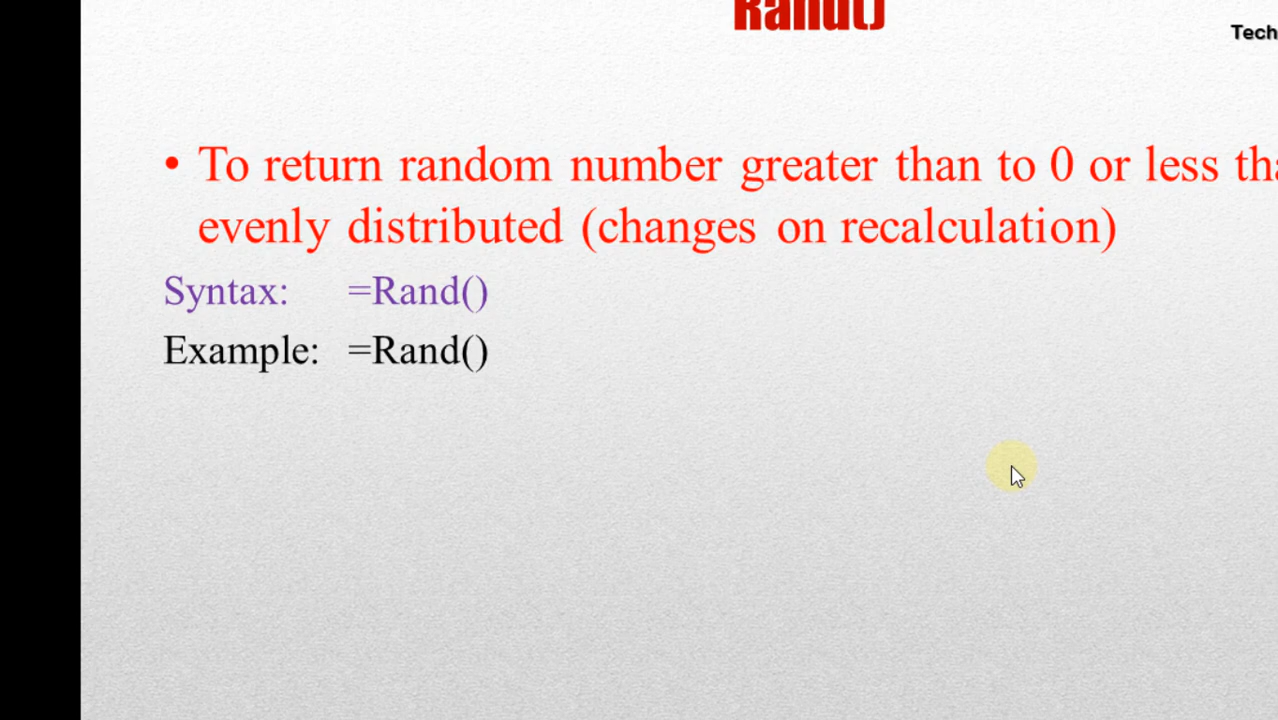 Rand()
Tech
• To return random number greater than to 0 or less
evenly distributed (changes on recalculation)
Syntax: =Rand()
Example: =Rand()